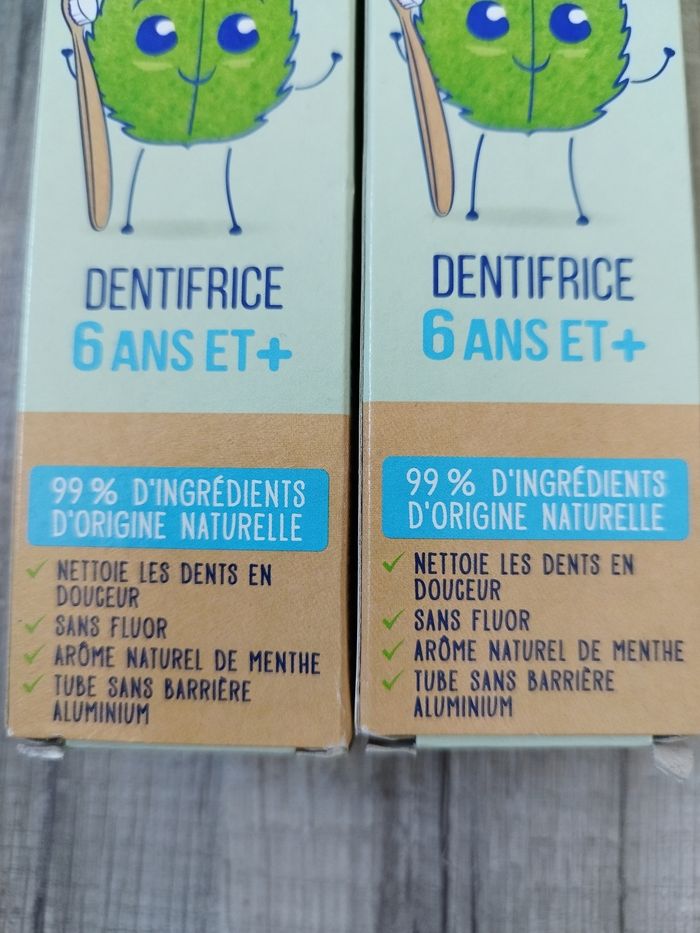 DENTIFRICE
6 ANS ET +
99 % D'INGRÉDIENTS
D'ORIGINE NATURELLE
NETTOIE LES DENTS EN
DOUCEUR
SANS FLUOR
ARÔME NATUREL DE MENTHE
TUBE SANS BARRIÈRE
ALUMINIUM
DENTIFRICE
6 ANS ET +
99 % D'INGRÉDIENTS
D'ORIGINE NATURELLE
NETTOIE LES DENTS EN
DOUCEUR
SANS FLUOR
ARÔME NATUREL DE MENTHE
TUBE SANS BARRIÈRE
ALUMINIUM